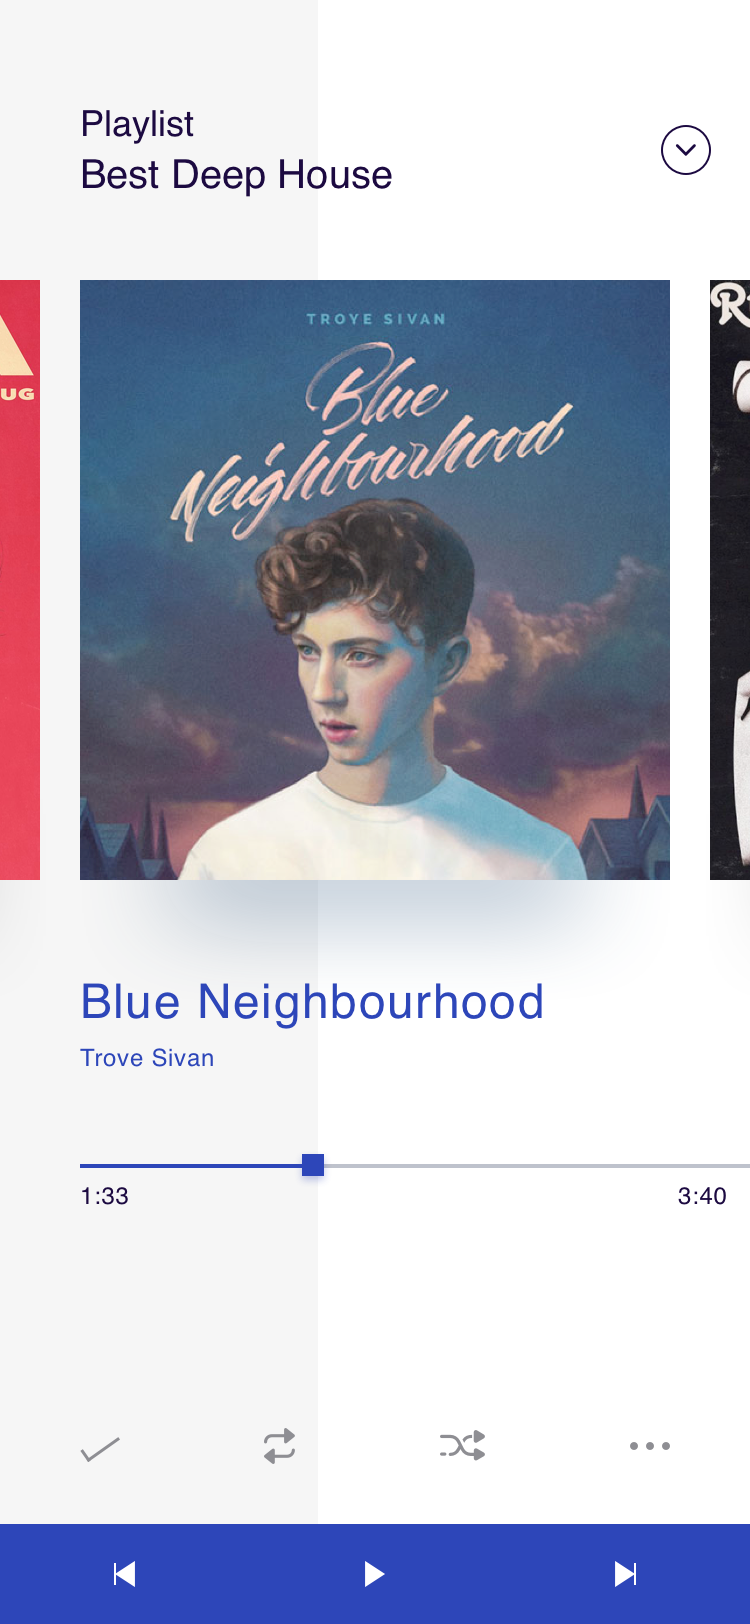 Playlist
Best Deep House
UG
TROYE SIVAN
Blue
Neighbourhood
R
Blue Neighbourhood
Trove Sivan
1:33
3:40